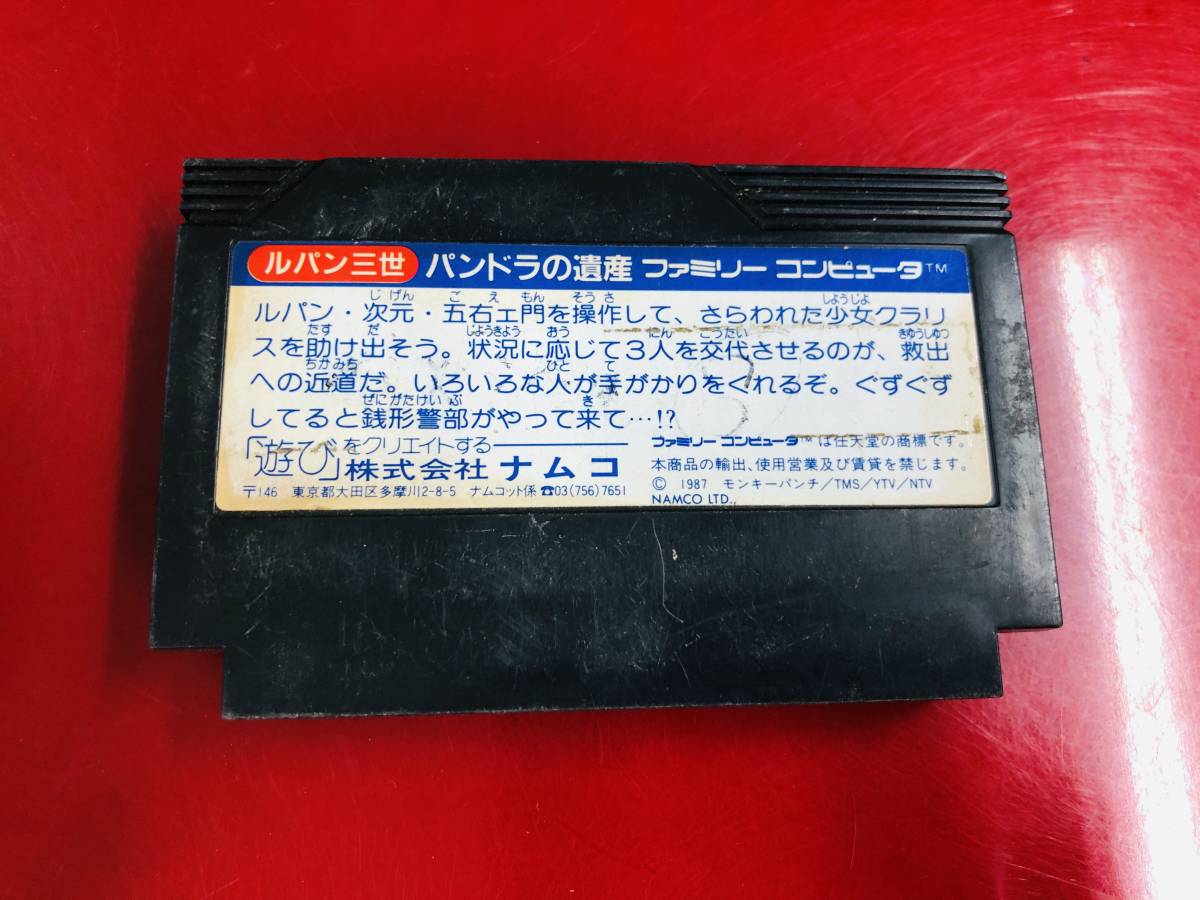 ルパン三世 パンドラの遺産 ファミリー コンピュータ™
じげん ごえもん そうさ しようじよ
ルパン・次元・五右ェ門を操作して、さらわれた少女クラリ
たす だ じようきよう おう にん こうたい きゆうしゆつ
スを助け出そう。状況に応じて3人を交代させるのが、救出
ちかみち ひと て
への近道だ。いろいろな人が手がかりをくれるぞ。ぐずぐず
ぜにがたけいぶ き
してると銭形警部がやって来て…!?
「遊び」をクリエイトする
株式会社 ナムコ
〒146 東京都大田区多摩川2-8-5 ナムコット係 ☎03(756)7651
ファミリー コンピュータ™は任天堂の商標です。
本商品の輸出、使用営業及び賃貸を禁じます。
© 1987 モンキーパンチ/TMS/YTV/NTV
NAMCO LTD.,